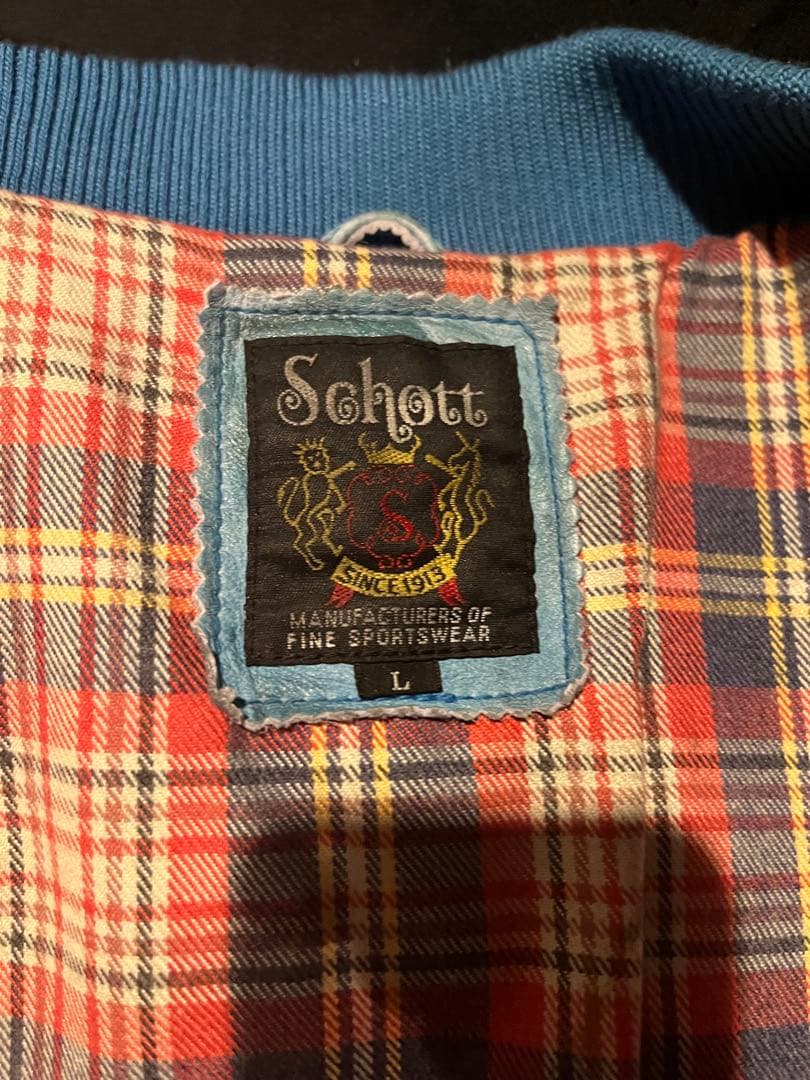 Schott
S
SINCE 1913
MANUFACTURERS OF
FINE SPORTSWEAR
L